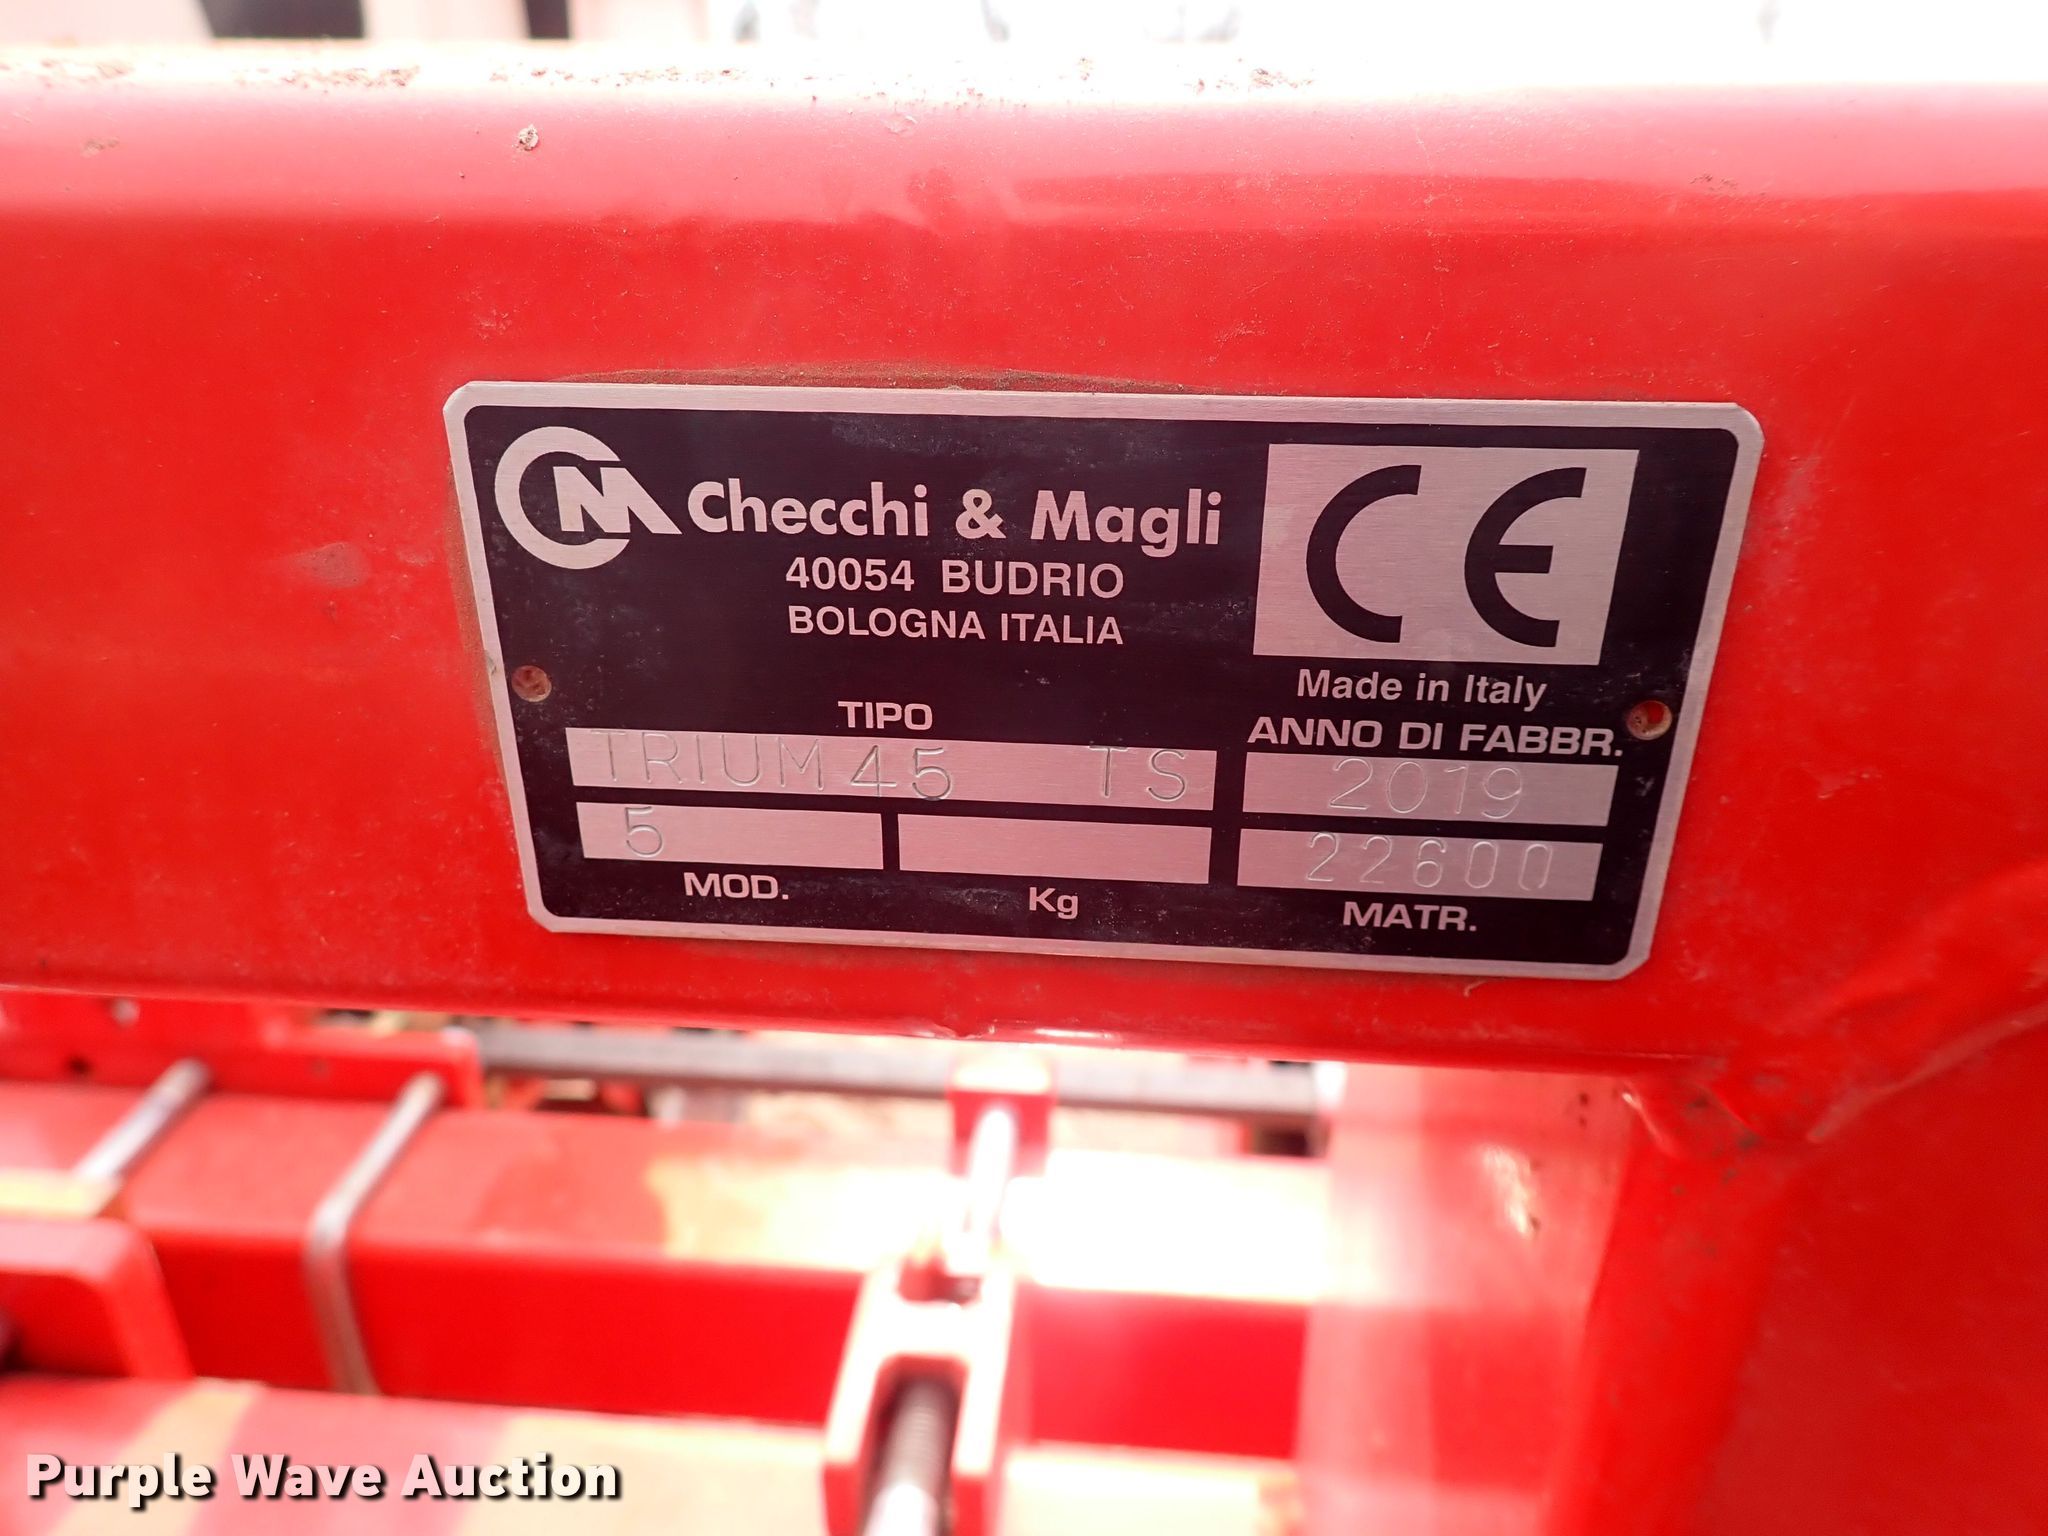 CM Checchi & Magli
40054 BUDRIO
BOLOGNA ITALIA
CE
Made in Italy
TIPO
TRIUM 45 TS
ANNO DI FABBR.
2019
5
22600
MOD.
Kg
MATR.
Purple Wave Auction